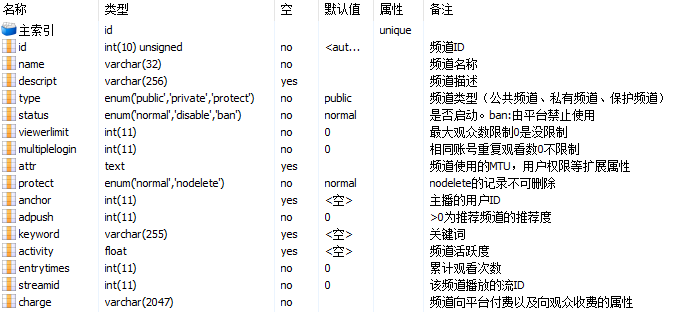 名称 类型 空 默认值 属性 备注
主索引 id unique
id int(10) unsigned no <aut... 频道ID
name varchar(32) no 频道名称
descript varchar(256) yes 频道描述
type enum('public','private','protect') no public 频道类型（公共频道、私有频道、保护频道）
status enum('normal','disable','ban') no normal 是否启动。ban:由平台禁止使用
viewerlimit int(11) no 0 最大观众数限制0是没限制
multiplelogin int(11) no 0 相同账号重复观看数0不限制
attr text yes 频道使用的MTU，用户权限等扩展属性
protect enum('normal','nodelete') no normal nodelete的记录不可删除
anchor int(11) yes <空> 主播的用户ID
adpush int(11) no 0 >0为推荐频道的推荐度
keyword varchar(255) yes <空> 关键词
activity float yes <空> 频道活跃度
entrytimes int(11) no 0 累计观看次数
streamid int(11) no 0 该频道播放的流ID
charge varchar(2047) no 频道向平台付费以及向观众收费的属性